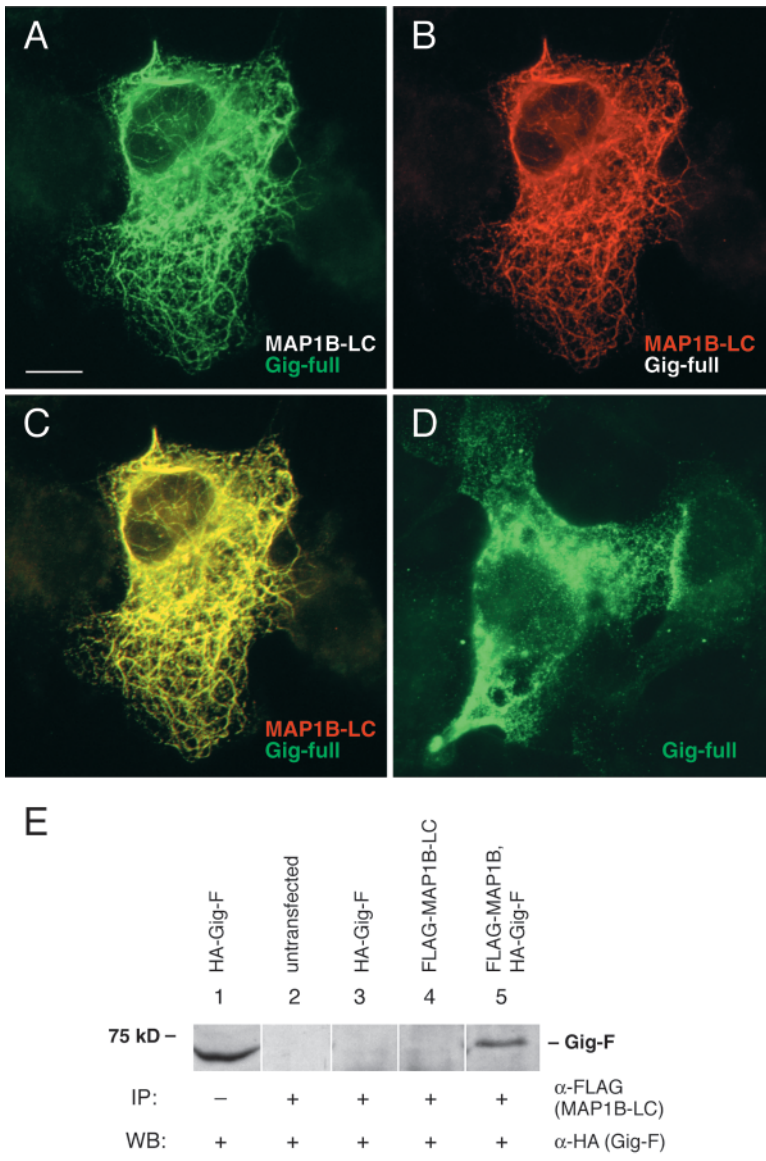 A
MAP1B-LC
Gig-full
B
MAP1B-LC
Gig-full
C
MAP1B-LC
Gig-full
D
Gig-full
E
HA-Gig-F
untransfected
HA-Gig-F
FLAG-MAP1B-LC
FLAG-MAP1B,
HA-Gig-F
1 2 3 4 5
75 kD – – Gig-F
IP: – + + + + α-FLAG
(MAP1B-LC)
WB: + + + + + α-HA (Gig-F)